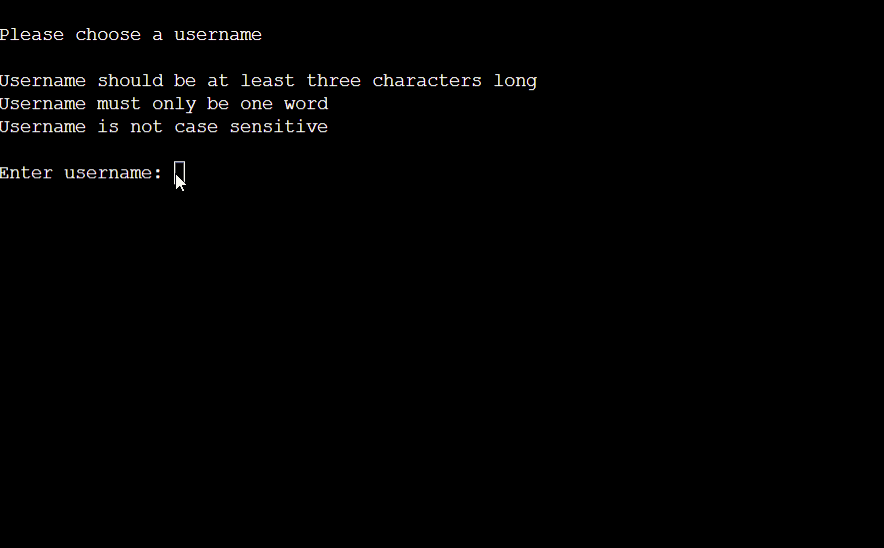 Please choose a username
Username should be at least three characters long
Username must only be one word
Username is not case sensitive
Enter username: